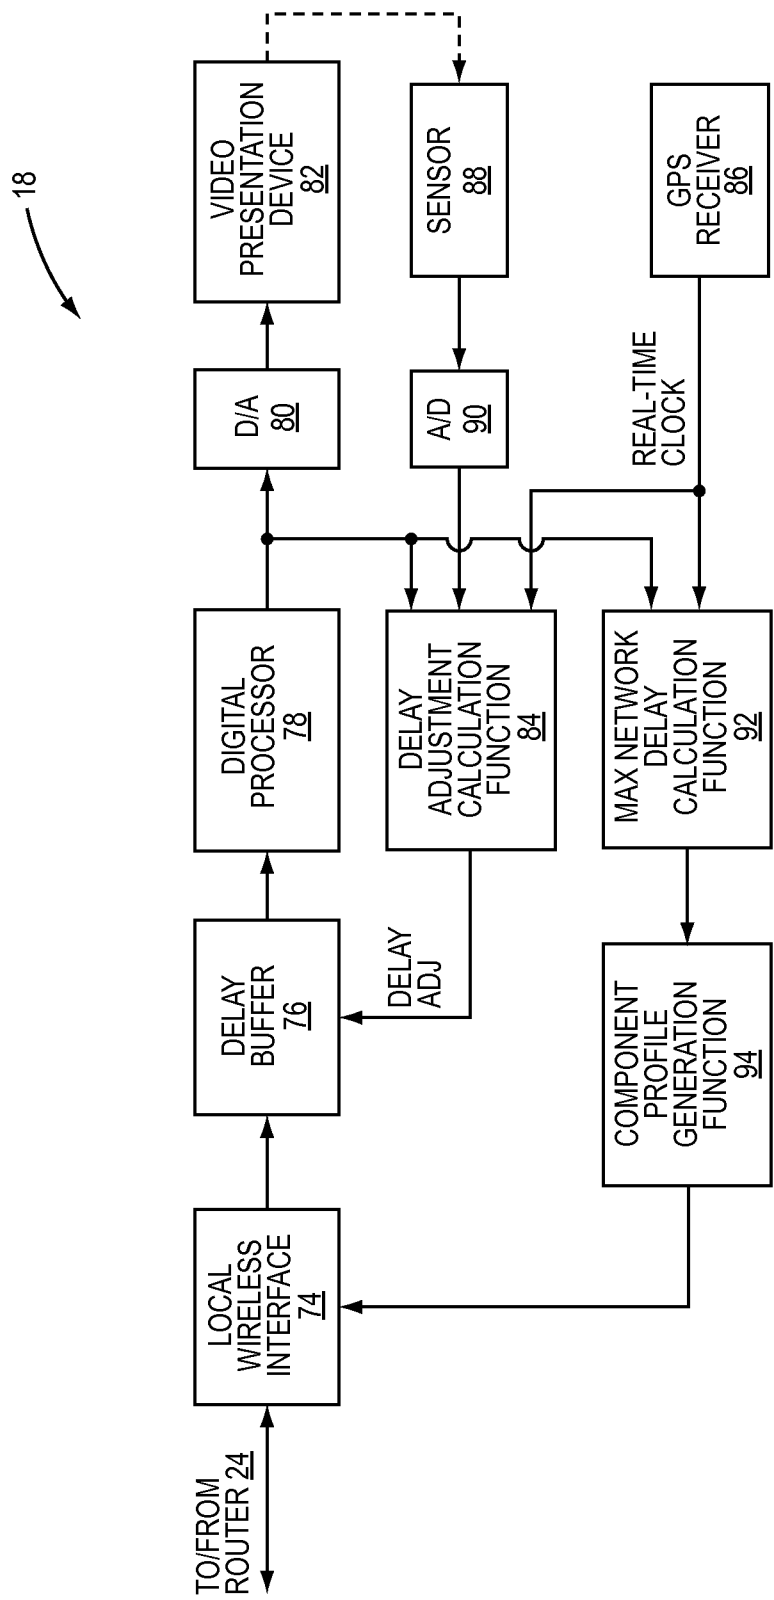 18
TO/FROM
ROUTER 24
LOCAL
WIRELESS
INTERFACE
74
DELAY
BUFFER
76
DIGITAL
PROCESSOR
78
D/A
80
VIDEO
PRESENTATION
DEVICE
82
DELAY
ADJ
DELAY
ADJUSTMENT
CALCULATION
FUNCTION
84
A/D
90
SENSOR
88
COMPONENT
PROFILE
GENERATION
FUNCTION
94
MAX NETWORK
DELAY
CALCULATION
FUNCTION
92
REAL-TIME
CLOCK
GPS
RECEIVER
86